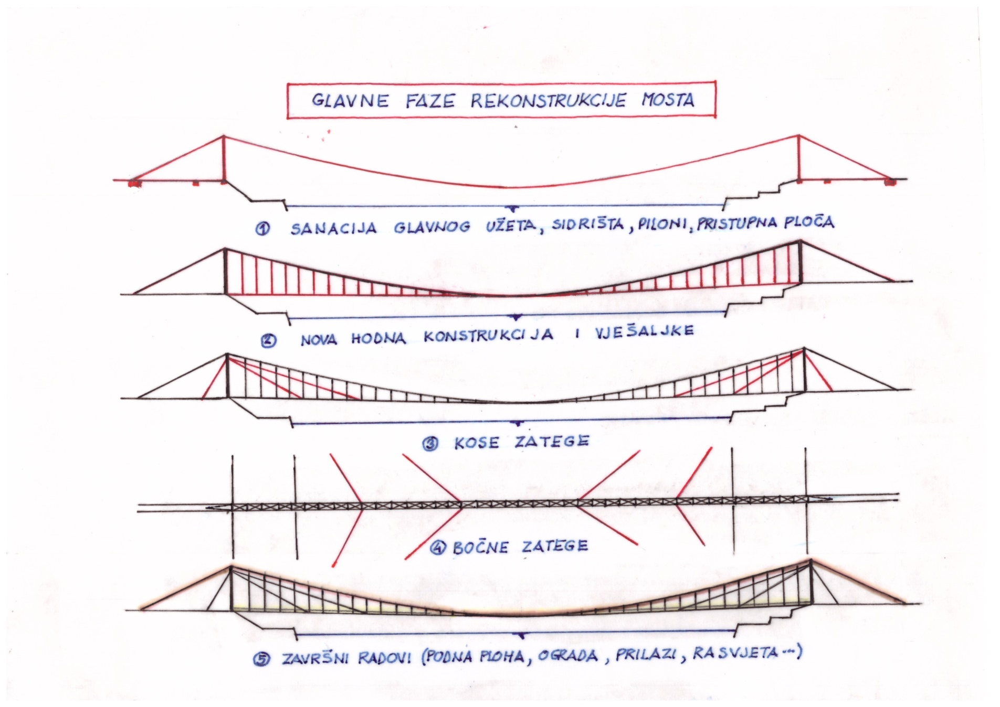 GLAVNE FAZE REKONSTRUKCIJE MOSTA
1 SANACIJA GLAVNOG UŽETA, SIDRIŠTA, PILONI, PRISTUPNA PLOČA
2 NOVA HODNA KONSTRUKCIJA I VJEŠALJKE
3 KOSE ZATEGE
4 BOČNE ZATEGE
5 ZAVRŠNI RADOVI (PODNA PLOHA, OGRADA, PRILAZI, RASVJETA...)